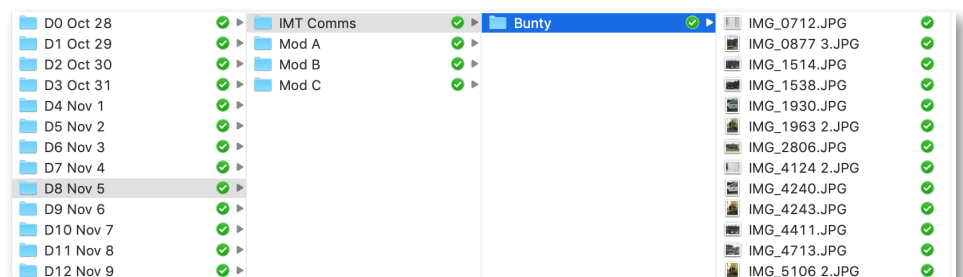 D0 Oct 28
D1 Oct 29
D2 Oct 30
D3 Oct 31
D4 Nov 1
D5 Nov 2
D6 Nov 3
D7 Nov 4
D8 Nov 5
D9 Nov 6
D10 Nov 7
D11 Nov 8
D12 Nov 9
IMT Comms
Mod A
Mod B
Mod C
Bunty
IMG_0712.JPG
IMG_0877 3.JPG
IMG_1514.JPG
IMG_1538.JPG
IMG_1930.JPG
IMG_1963 2.JPG
IMG_2806.JPG
IMG_4124 2.JPG
IMG_4240.JPG
IMG_4243.JPG
IMG_4411.JPG
IMG_4713.JPG
IMG_5106 2.JPG